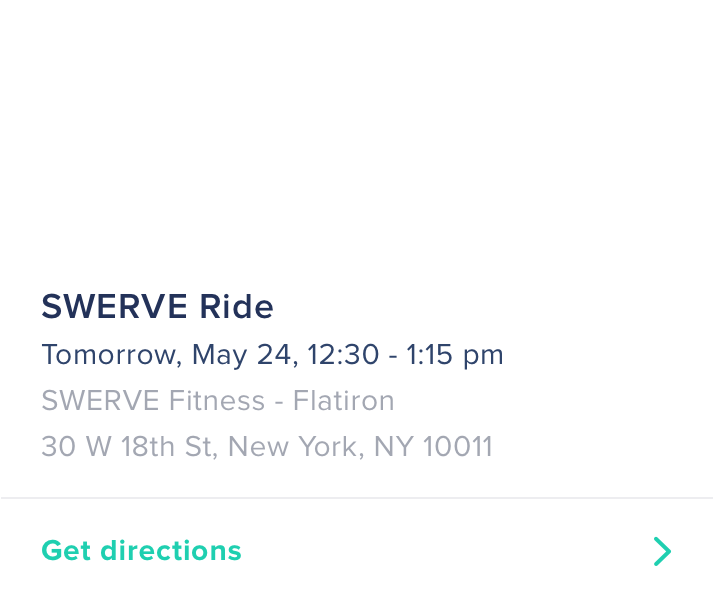 SWERVE Ride
Tomorrow, May 24, 12:30 - 1:15 pm
SWERVE Fitness - Flatiron
30 W 18th St, New York, NY 10011
Get directions